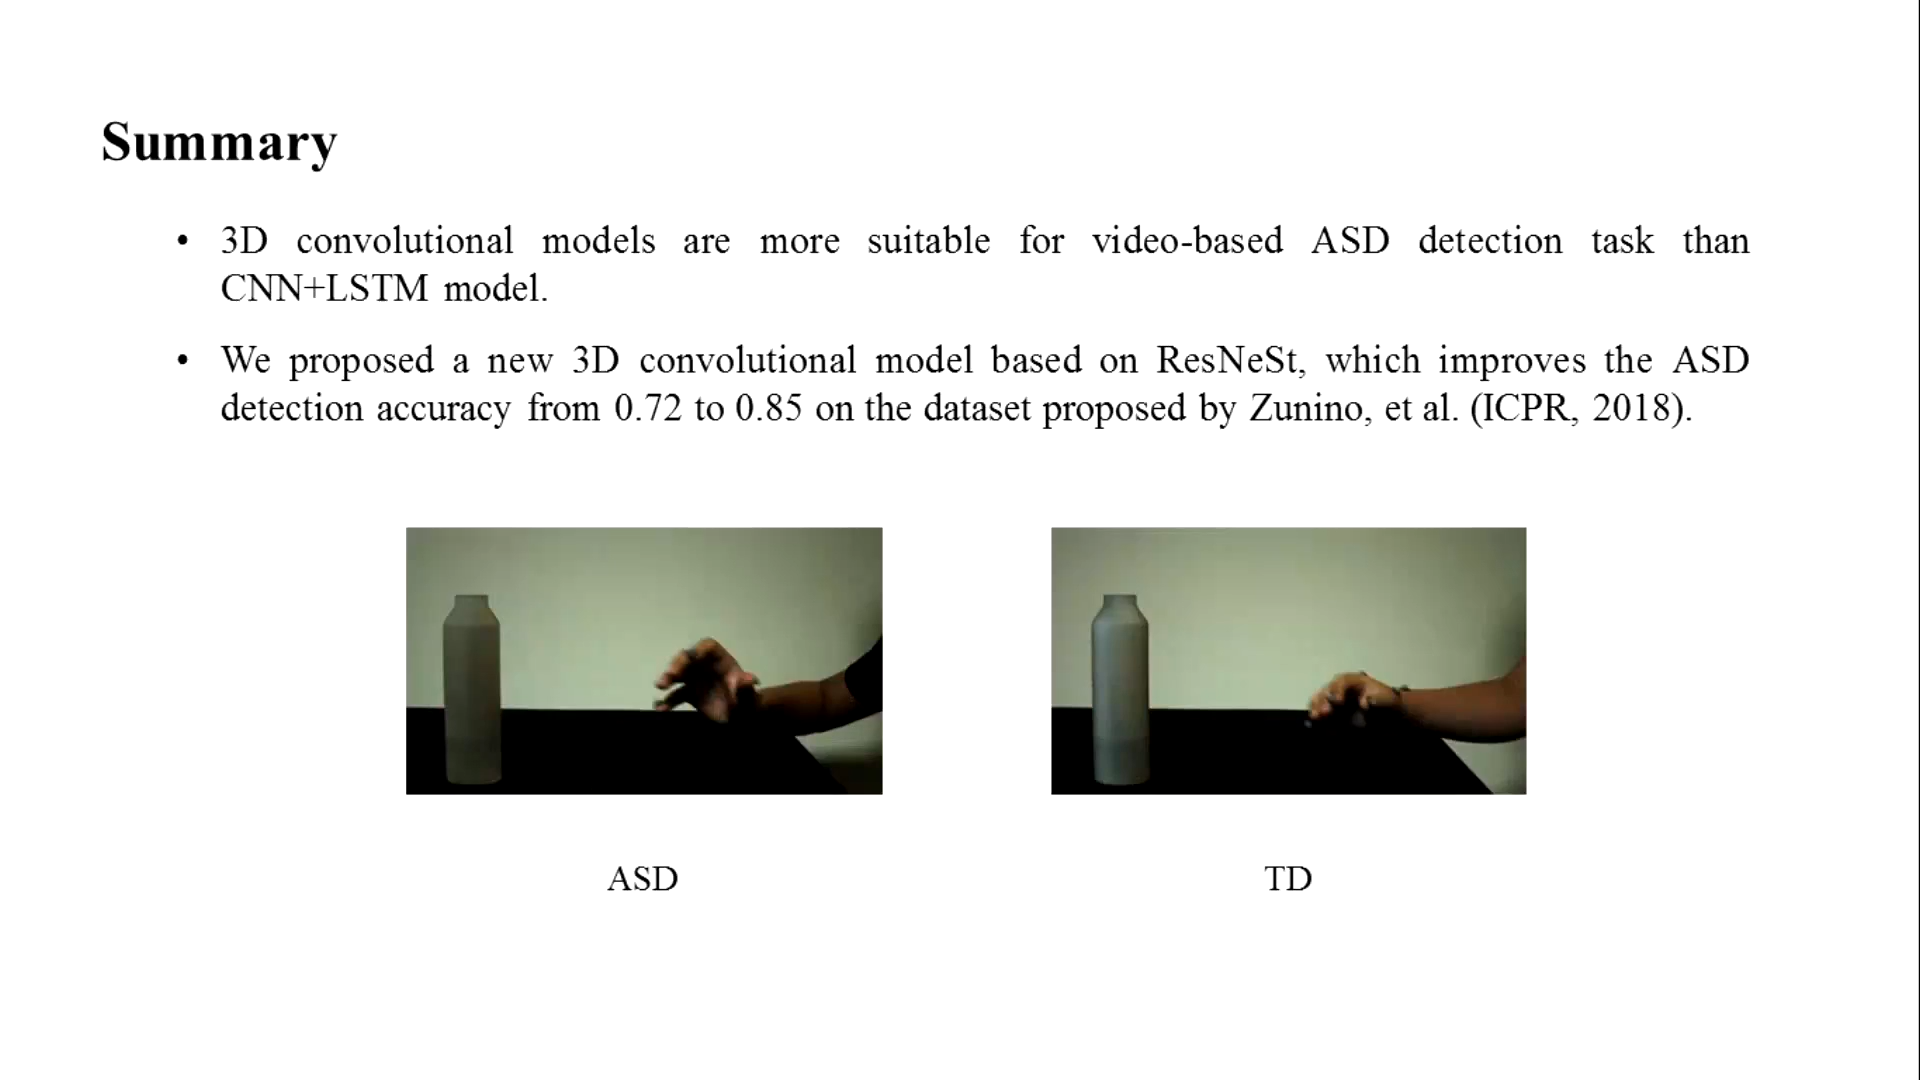 Summary
• 3D convolutional models are more suitable for video-based ASD detection task than
CNN+LSTM model.
• We proposed a new 3D convolutional model based on ResNeSt, which improves the ASD
detection accuracy from 0.72 to 0.85 on the dataset proposed by Zunino, et al. (ICPR, 2018).
ASD
TD